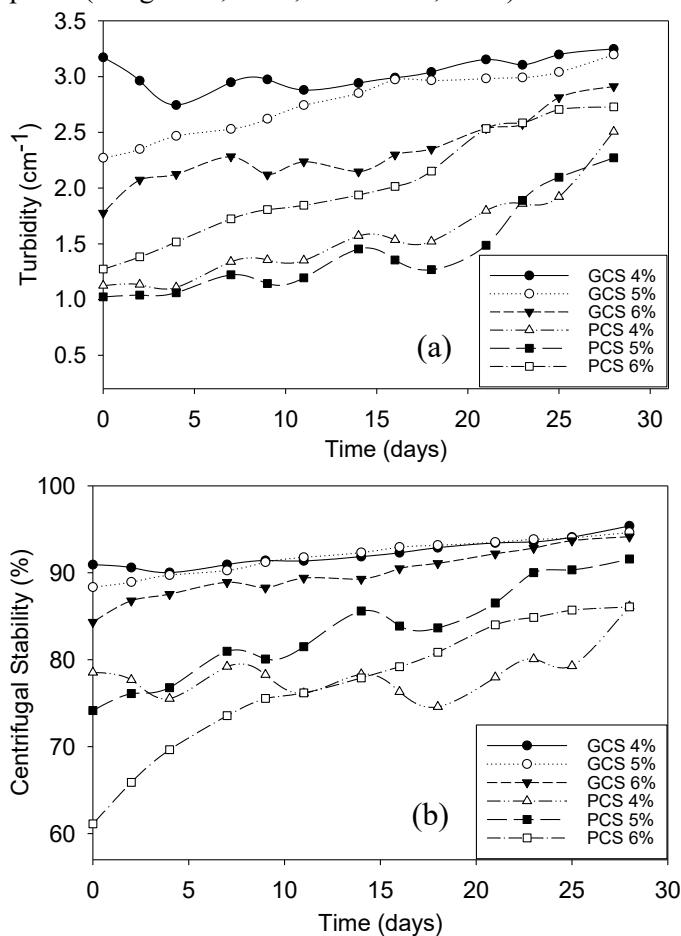 3.5
3.0
2.5
2.0
1.5
1.0
0.5
Turbidity (cm⁻¹)
(a)
GCS 4%
GCS 5%
GCS 6%
PCS 4%
PCS 5%
PCS 6%
0 5 10 15 20 25 30
Time (days)
100
90
80
70
60
Centrifugal Stability (%)
(b)
GCS 4%
GCS 5%
GCS 6%
PCS 4%
PCS 5%
PCS 6%
0 5 10 15 20 25 30
Time (days)